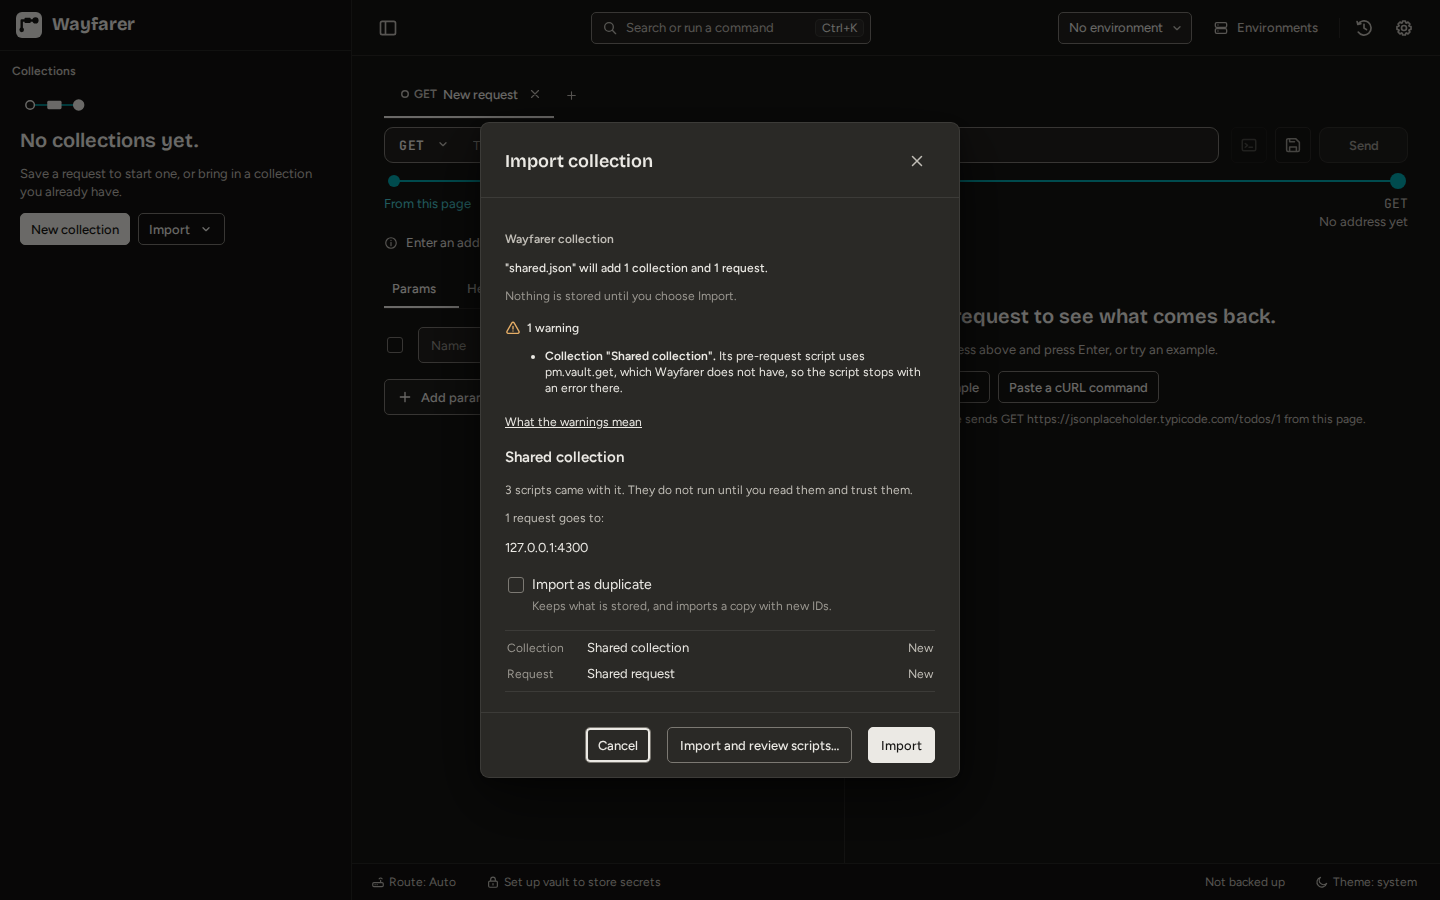 Wayfarer
Search or run a command
Ctrl+K
No environment
Environments
Collections
GET New request
No collections yet.
Save a request to start one, or bring in a collection
you already have.
New collection
Import
GET
Send
From this page
GET
No address yet
Enter an add
Params
Name
Add param
request to see what comes back.
ess above and press Enter, or try an example.
Paste a cURL command
sends GET https://jsonplaceholder.typicode.com/todos/1 from this page.
Import collection
Wayfarer collection
"shared.json" will add 1 collection and 1 request.
Nothing is stored until you choose Import.
1 warning
Collection "Shared collection". Its pre-request script uses
pm.vault.get, which Wayfarer does not have, so the script stops with
an error there.
What the warnings mean
Shared collection
3 scripts came with it. They do not run until you read them and trust them.
1 request goes to:
127.0.0.1:4300
Import as duplicate
Keeps what is stored, and imports a copy with new IDs.
Collection Shared collection New
Request Shared request New
Cancel
Import and review scripts...
Import
Route: Auto
Set up vault to store secrets
Not backed up
Theme: system